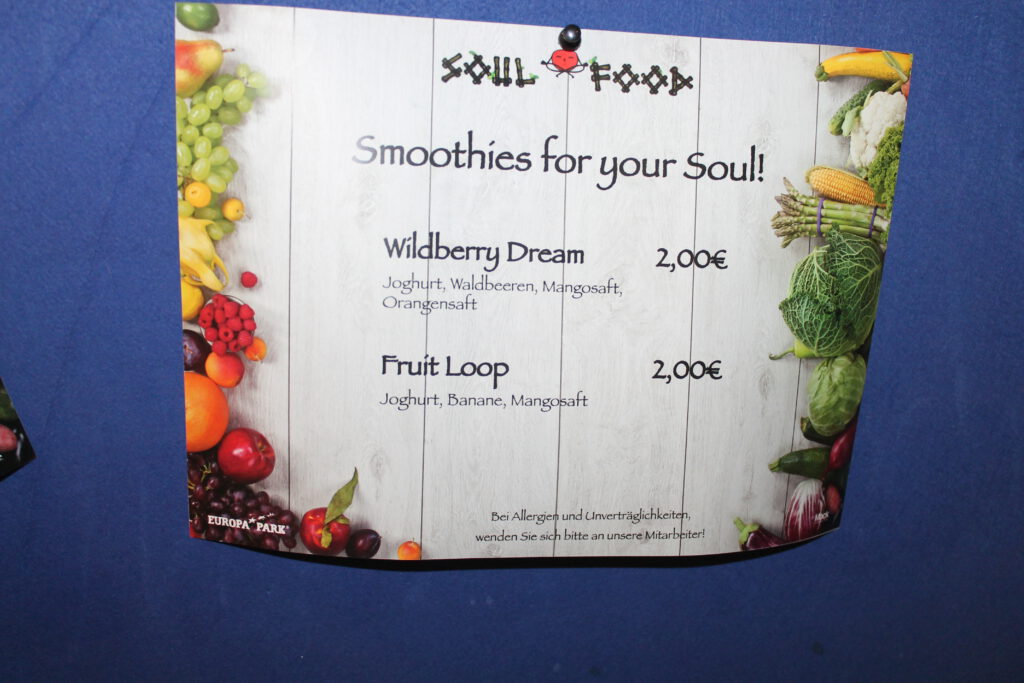 SOUL FOOD
Smoothies for your Soul!
Wildberry Dream 2,00€
Joghurt, Waldbeeren, Mangosaft,
Orangensaft
Fruit Loop 2,00€
Joghurt, Banane, Mangosaft
Bei Allergien und Unverträglichkeiten,
wenden Sie sich bitte an unsere Mitarbeiter!
EUROPA PARK®